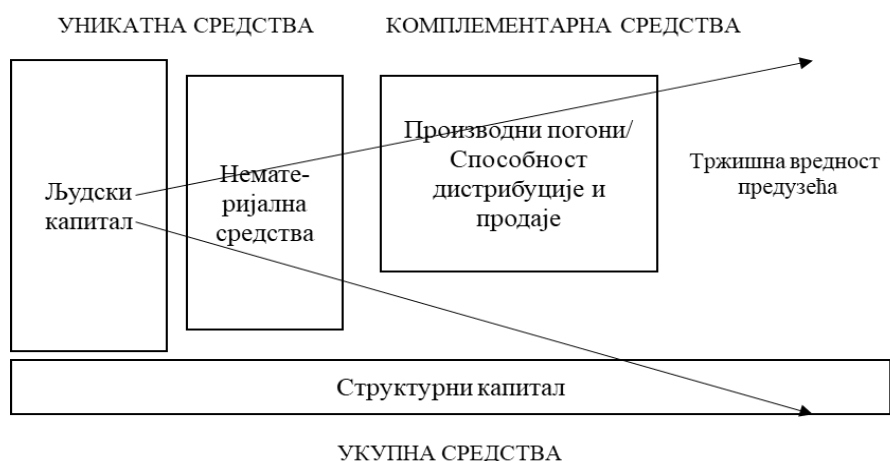 УНИКАТНА СРЕДСТВА
КОМПЛЕМЕНТАРНА СРЕДСТВА
Људски
капитал
Немате-
ријална
средства
Производни погони/
Способност
дистрибуције и
продаје
Тржишна вредност
предузећа
Структурни капитал
УКУПНА СРЕДСТВА